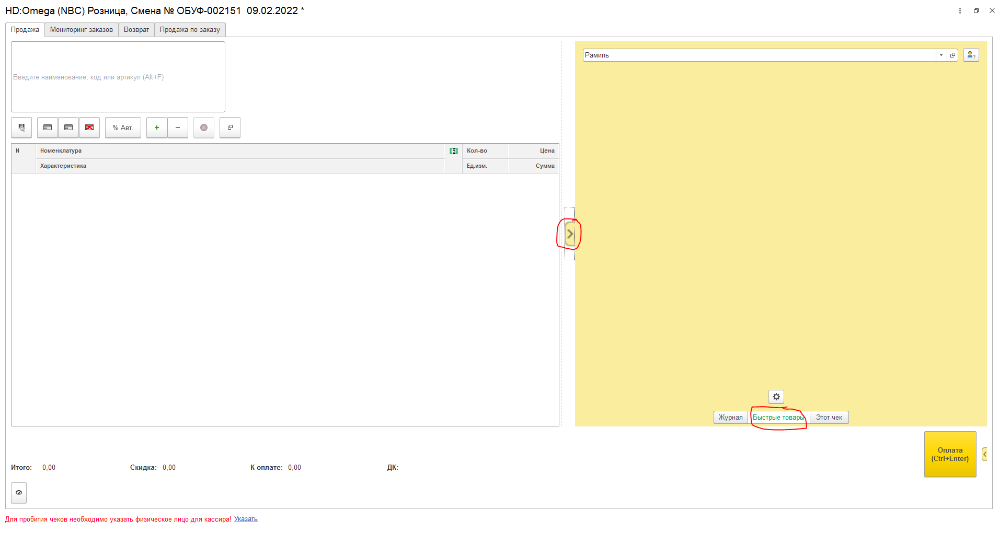 HD:Omega (NBC) Розница, Смена № ОБУФ-002151 09.02.2022 *
Продажа Мониторинг заказов Возврат Продажа по заказу
Рамиль
Введите наименование, код или артикул (Alt+F)
% Авт.
N Номенклатура Кол-во Цена
Характеристика Ед.изм. Сумма
Журнал Быстрые товары Этот чек
Оплата
(Ctrl+Enter)
Итого: 0,00 Скидка: 0,00 К оплате: 0,00 ДК:
Для пробития чеков необходимо указать физическое лицо для кассира! Указать